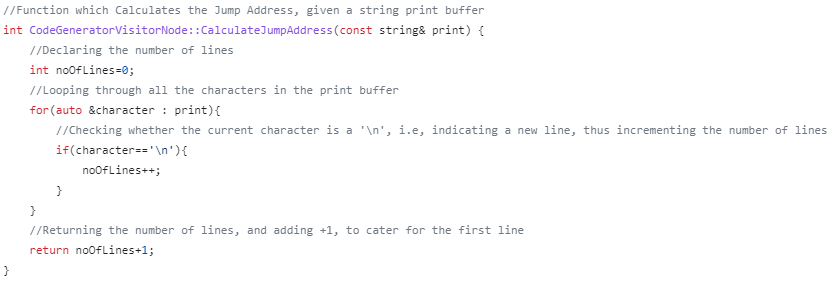 //Function which Calculates the Jump Address, given a string print buffer
int CodeGeneratorVisitorNode::CalculateJumpAddress(const string& print) {
    //Declaring the number of lines
    int noOfLines=0;
    //Looping through all the characters in the print buffer
    for(auto &character : print){
        //Checking whether the current character is a '\n', i.e, indicating a new line, thus incrementing the number of lines
        if(character=='\n'){
            noOfLines++;
        }
    }
    //Returning the number of lines, and adding +1, to cater for the first line
    return noOfLines+1;
}